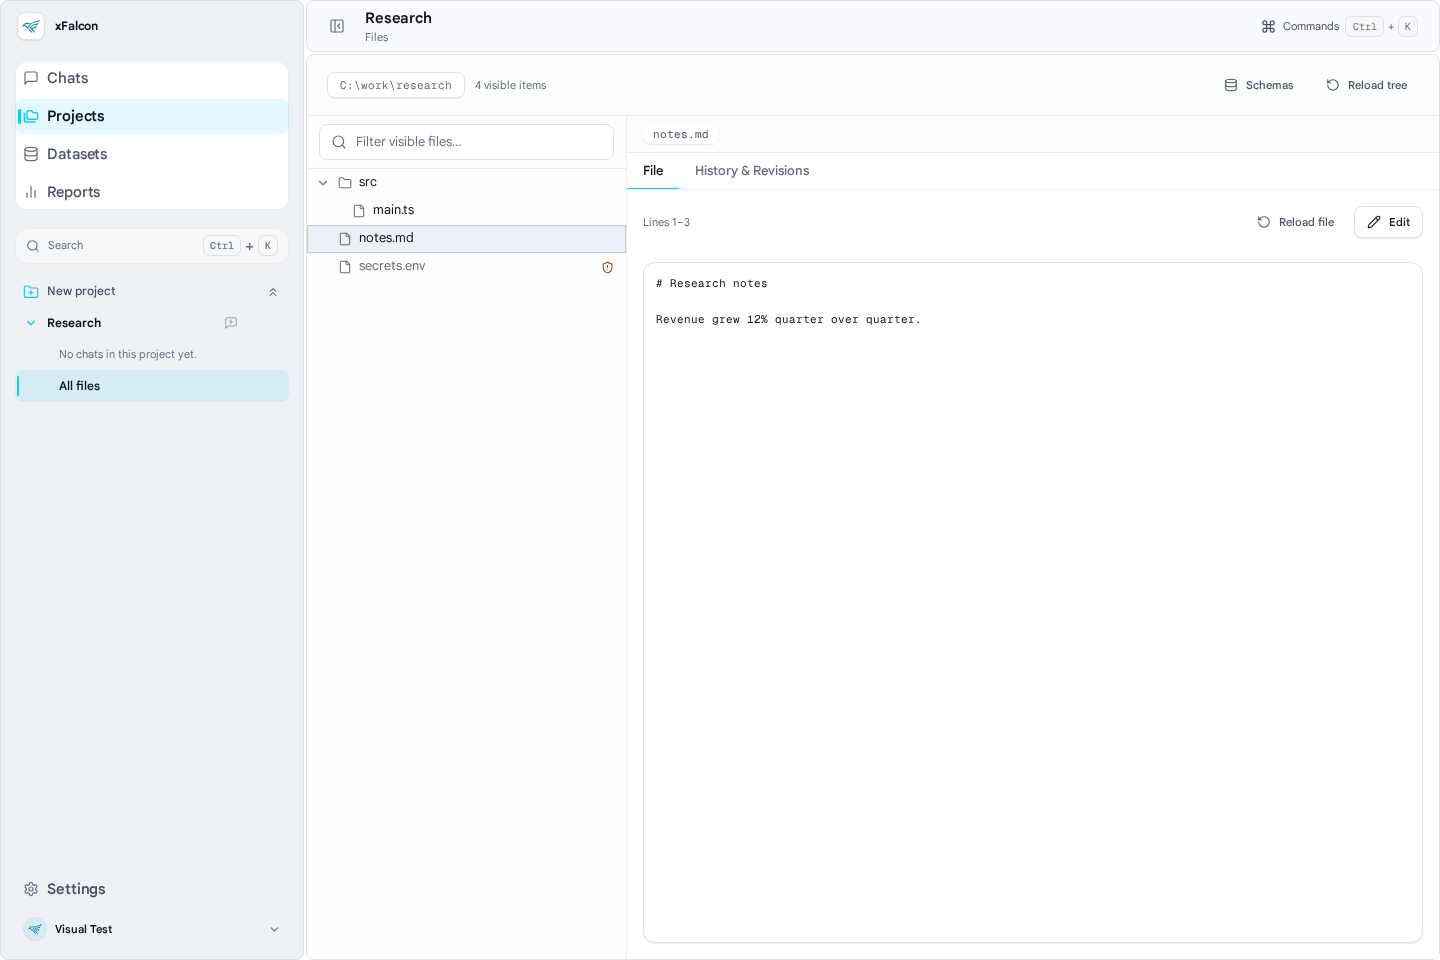 xFalcon
Chats
Projects
Datasets
Reports
Search Ctrl + K
New project
Research
No chats in this project yet.
All files
Settings
Visual Test
Research
Files
Commands Ctrl + K
C:\work\research 4 visible items
Schemas Reload tree
Filter visible files...
src
main.ts
notes.md
secrets.env
notes.md
File History & Revisions
Lines 1–3
Reload file Edit
# Research notes
Revenue grew 12% quarter over quarter.